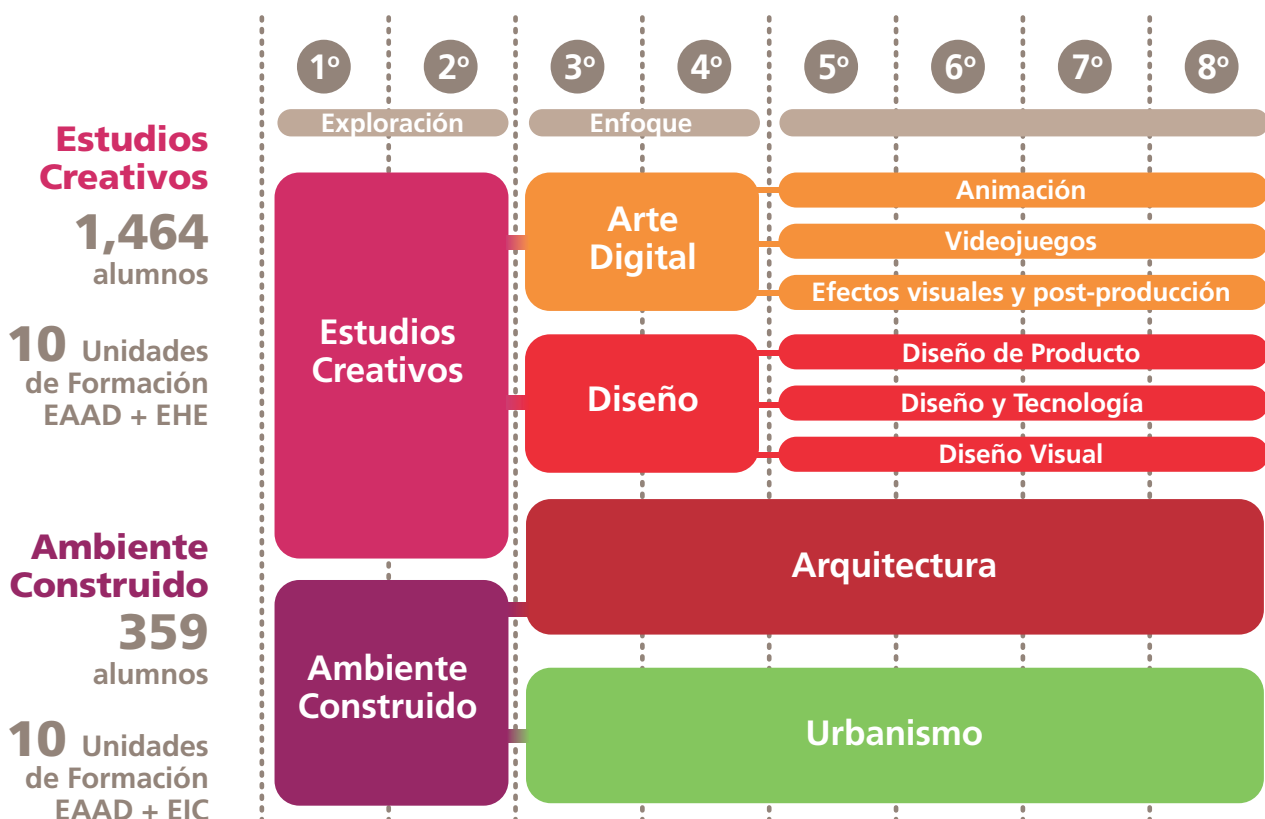 1º 2º 3º 4º 5º 6º 7º 8º
Exploración Enfoque
Estudios
Creativos
1,464
alumnos
10 Unidades
de Formación
EAAD + EHE
Ambiente
Construido
359
alumnos
10 Unidades
de Formación
EAAD + EIC
Estudios
Creativos
Arte
Digital
Animación
Videojuegos
Efectos visuales y post-producción
Diseño
Diseño de Producto
Diseño y Tecnología
Diseño Visual
Ambiente
Construido
Arquitectura
Urbanismo